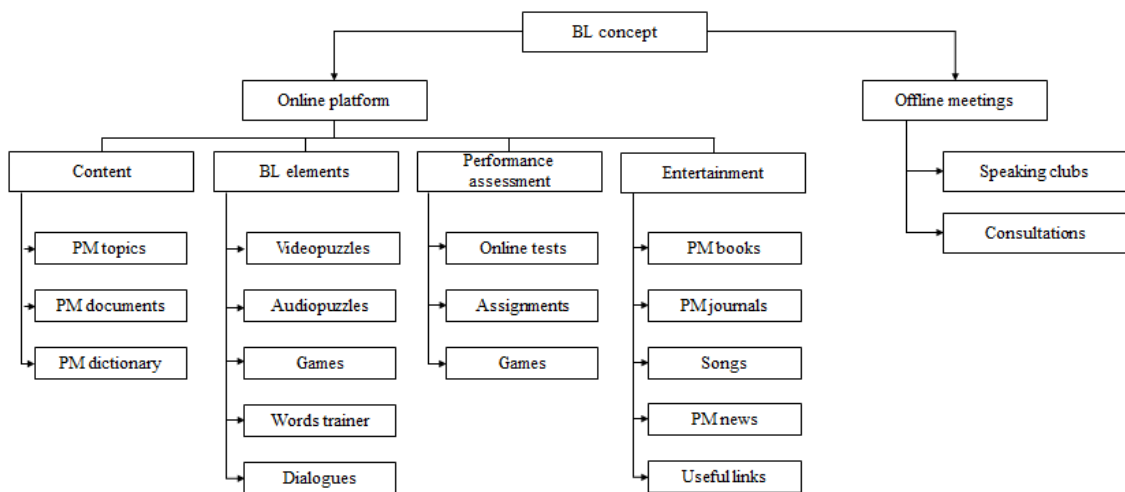 BL concept
Online platform
Offline meetings
Content
BL elements
Performance
assessment
Entertainment
Speaking clubs
Consultations
PM topics
PM documents
PM dictionary
Videopuzzles
Audiopuzzles
Games
Words trainer
Dialogues
Online tests
Assignments
Games
PM books
PM journals
Songs
PM news
Useful links